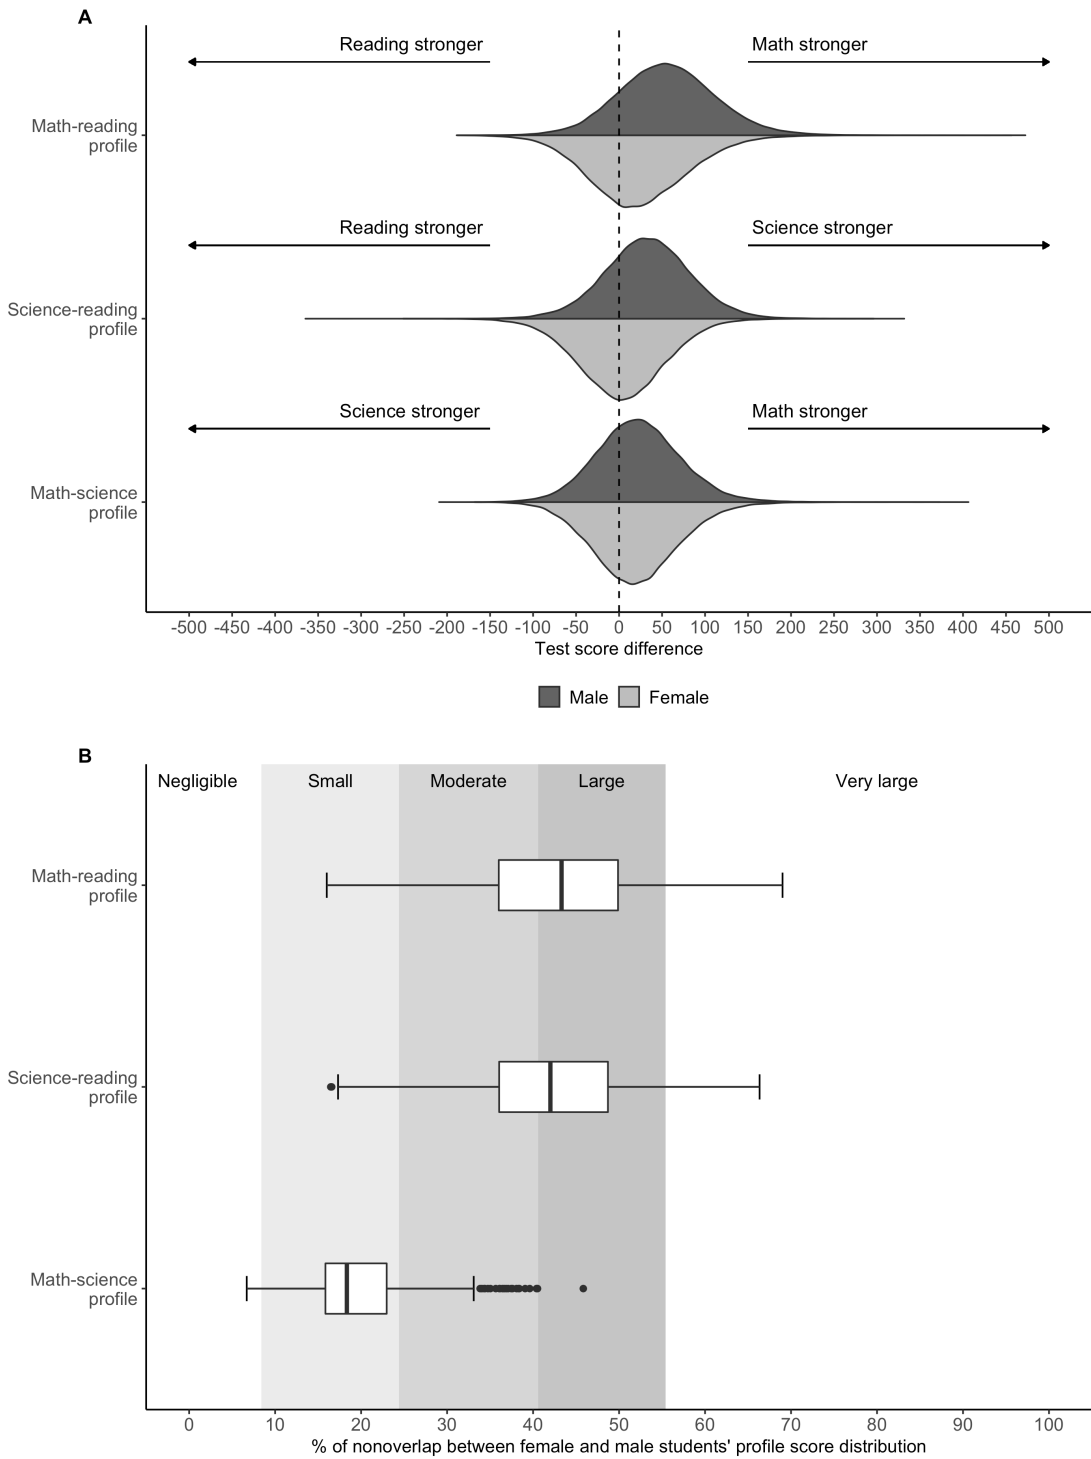 A
Reading stronger
Math stronger
Math-reading
profile
Reading stronger
Science stronger
Science-reading
profile
Science stronger
Math stronger
Math-science
profile
-500 -450 -400 -350 -300 -250 -200 -150 -100 -50 0 50 100 150 200 250 300 350 400 450 500
Test score difference
Male Female
B
Negligible Small Moderate Large Very large
Math-reading
profile
Science-reading
profile
Math-science
profile
0 10 20 30 40 50 60 70 80 90 100
% of nonoverlap between female and male students' profile score distribution